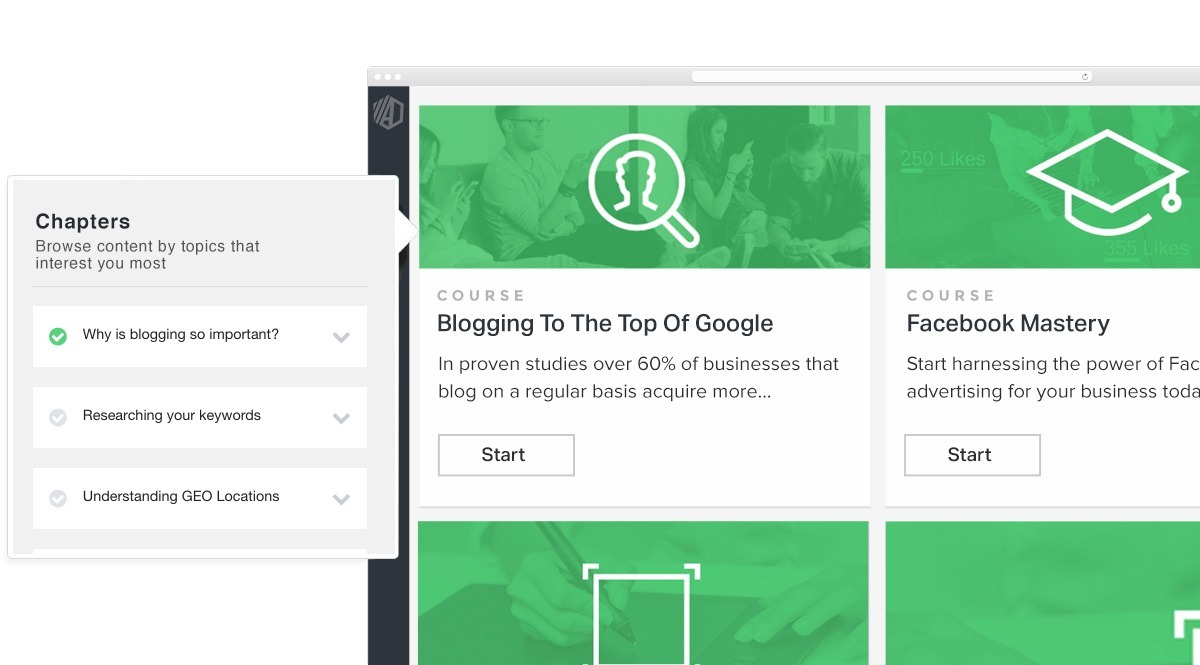 Chapters
Browse content by topics that
interest you most
Why is blogging so important?
Researching your keywords
Understanding GEO Locations
COURSE
Blogging To The Top Of Google
In proven studies over 60% of businesses that
blog on a regular basis acquire more...
Start
250 Likes
355 Likes
COURSE
Facebook Mastery
Start harnessing the power of Fac
advertising for your business toda
Start